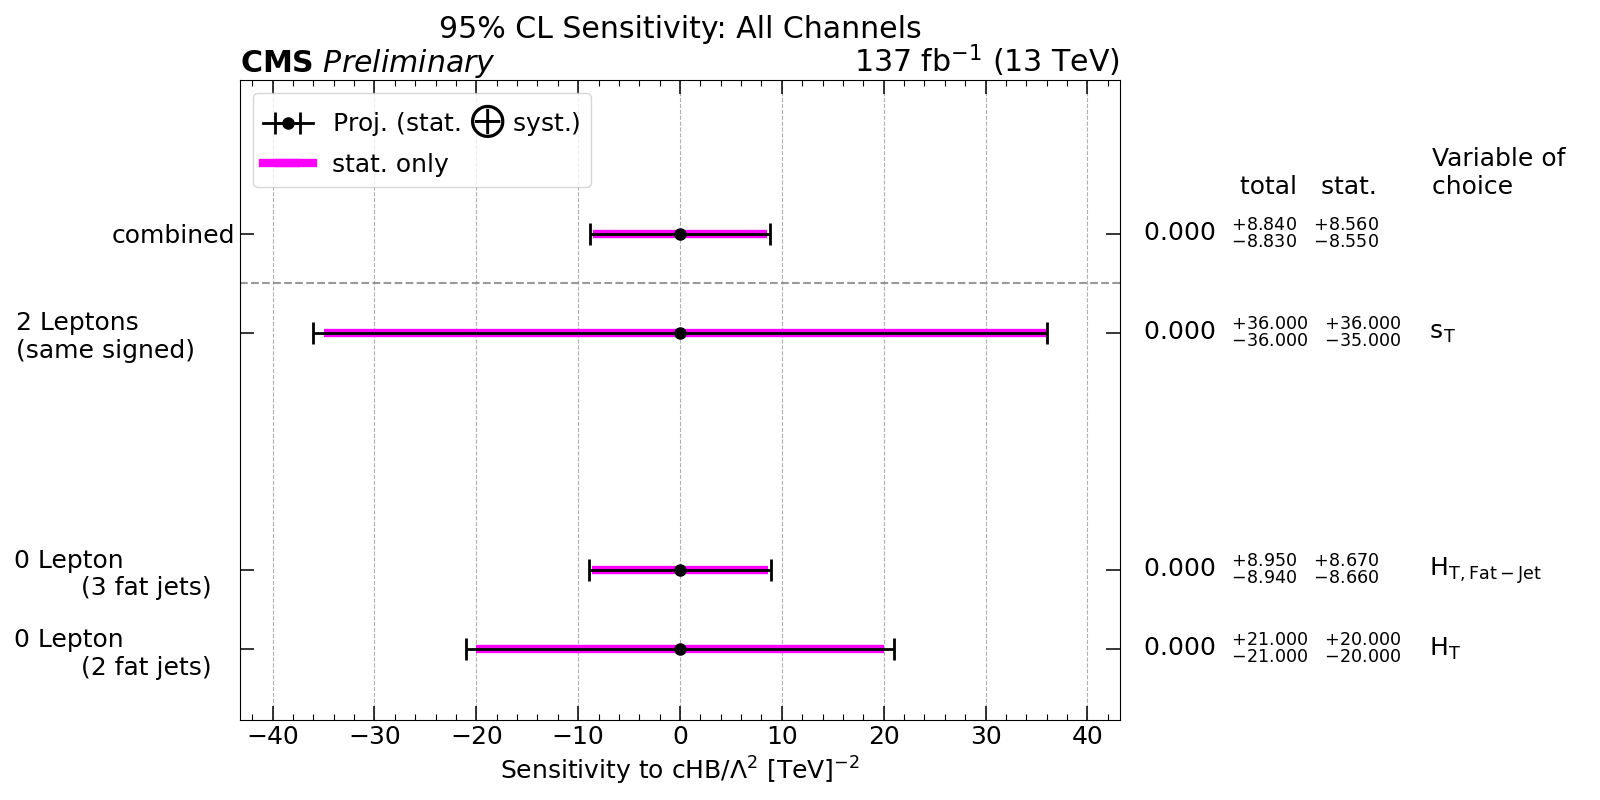 95% CL Sensitivity: All Channels
CMS Preliminary 137 fb⁻¹ (13 TeV)
Proj. (stat. ⊕ syst.)
stat. only
Variable of
total stat. choice
combined 0.000 +8.840 +8.560
−8.830 −8.550
2 Leptons
(same signed) 0.000 +36.000 +36.000 s_T
−36.000 −35.000
0 Lepton
(3 fat jets) 0.000 +8.950 +8.670 H_T, Fat−Jet
−8.940 −8.660
0 Lepton
(2 fat jets) 0.000 +21.000 +20.000 H_T
−21.000 −20.000
−40 −30 −20 −10 0 10 20 30 40
Sensitivity to cHB/Λ² [TeV]⁻²